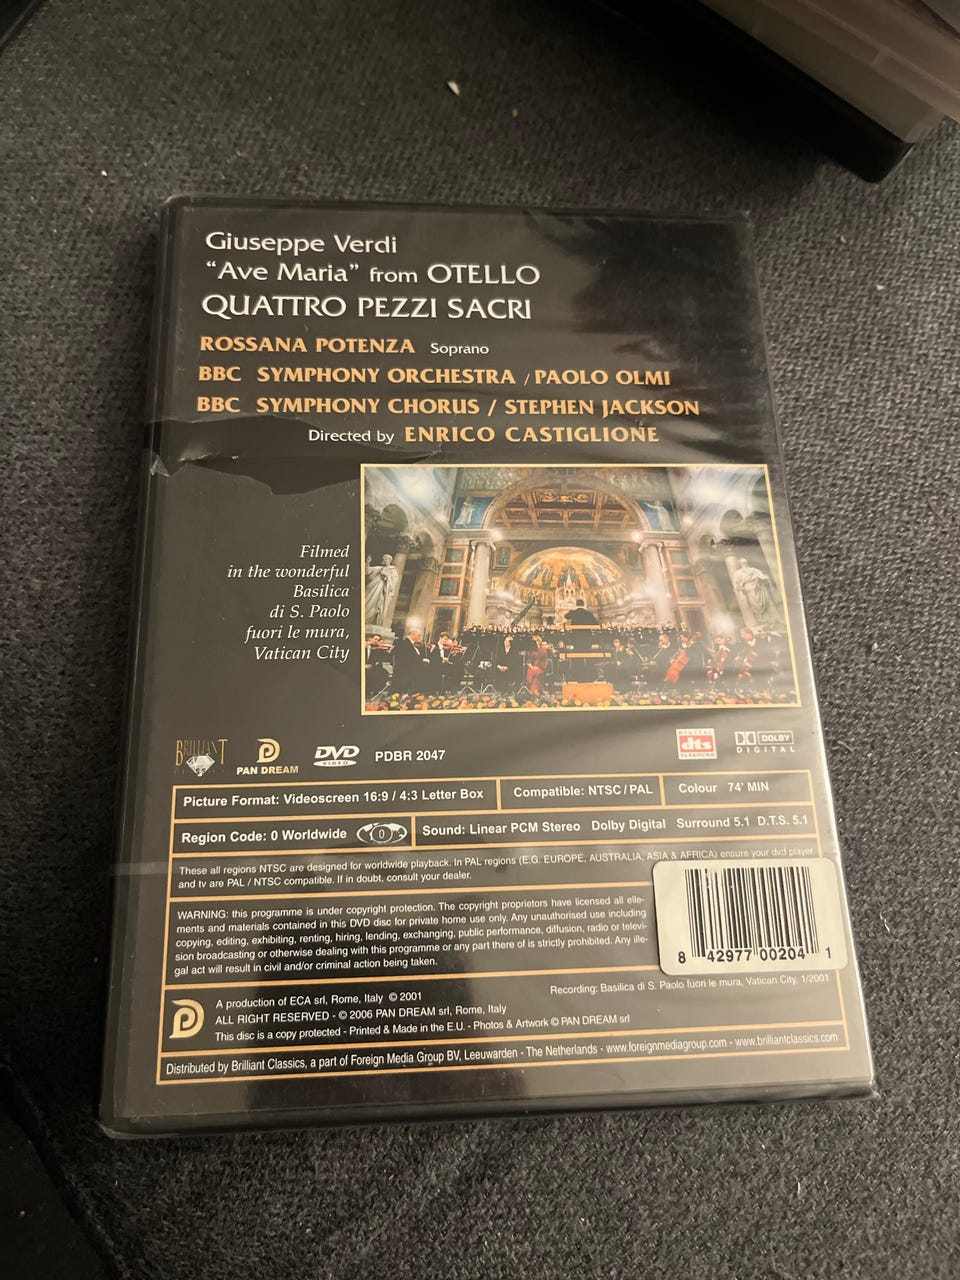 Giuseppe Verdi
“Ave Maria” from OTELLO
QUATTRO PEZZI SACRI
ROSSANA POTENZA Soprano
BBC SYMPHONY ORCHESTRA / PAOLO OLMI
BBC SYMPHONY CHORUS / STEPHEN JACKSON
Directed by ENRICO CASTIGLIONE
Filmed
in the wonderful
Basilica
di S. Paolo
fuori le mura,
Vatican City
BRILLIANT
PAN DREAM
DVD
VIDEO
PDBR 2047
DIGITAL
dts
SURROUND
DOLBY
DIGITAL
Picture Format: Videoscreen 16:9 / 4:3 Letter Box
Compatible: NTSC / PAL
Colour 74' MIN
Region Code: 0 Worldwide
0
Sound: Linear PCM Stereo Dolby Digital Surround 5.1 D.T.S. 5.1
These all regions NTSC are designed for worldwide playback. In PAL regions (E.G. EUROPE, AUSTRALIA, ASIA & AFRICA) ensure your dvd player
and tv are PAL / NTSC compatible. If in doubt, consult your dealer.
WARNING: this programme is under copyright protection. The copyright proprietors have licensed all elle-
ments and materials contained in this DVD disc for private home use only. Any unauthorised use including
copying, editing, exhibiting, renting, hiring, lending, exchanging, public performance, diffusion, radio or televi-
sion broadcasting or otherwise dealing with this programme or any part there of is strictly prohibited. Any ille-
gal act will result in civil and/or criminal action being taken.
8 42977 00204 1
Recording: Basilica di S. Paolo fuori le mura, Vatican City, 1/2001
A production of ECA srl, Rome, Italy © 2001
ALL RIGHT RESERVED - © 2006 PAN DREAM srl, Rome, Italy
This disc is a copy protected - Printed & Made in the E.U. - Photos & Artwork © PAN DREAM srl
Distributed by Brilliant Classics, a part of Foreign Media Group BV, Leeuwarden - The Netherlands - www.foreignmediagroup.com - www.brilliantclassics.com